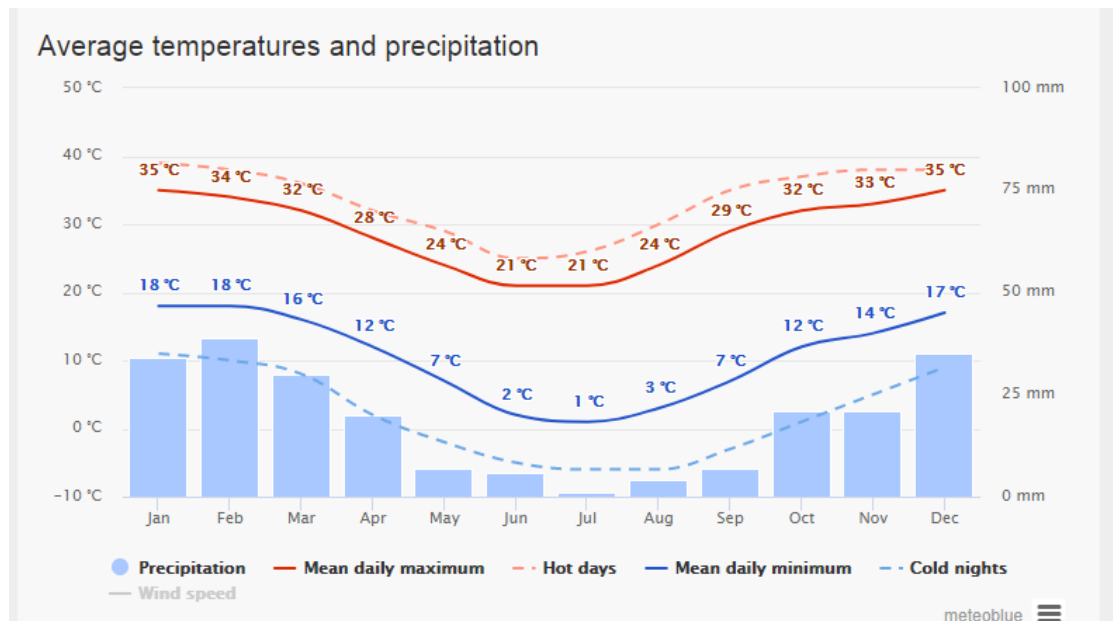 Average temperatures and precipitation
50 °C
100 mm
40 °C
35 °C
34 °C
32 °C
28 °C
24 °C
21 °C
21 °C
24 °C
29 °C
32 °C
33 °C
35 °C
75 mm
30 °C
20 °C
50 mm
18 °C
18 °C
16 °C
12 °C
7 °C
2 °C
1 °C
3 °C
7 °C
12 °C
14 °C
17 °C
10 °C
25 mm
0 °C
-10 °C
0 mm
Jan Feb Mar Apr May Jun Jul Aug Sep Oct Nov Dec
Precipitation Mean daily maximum Hot days Mean daily minimum Cold nights
Wind speed
meteoblue